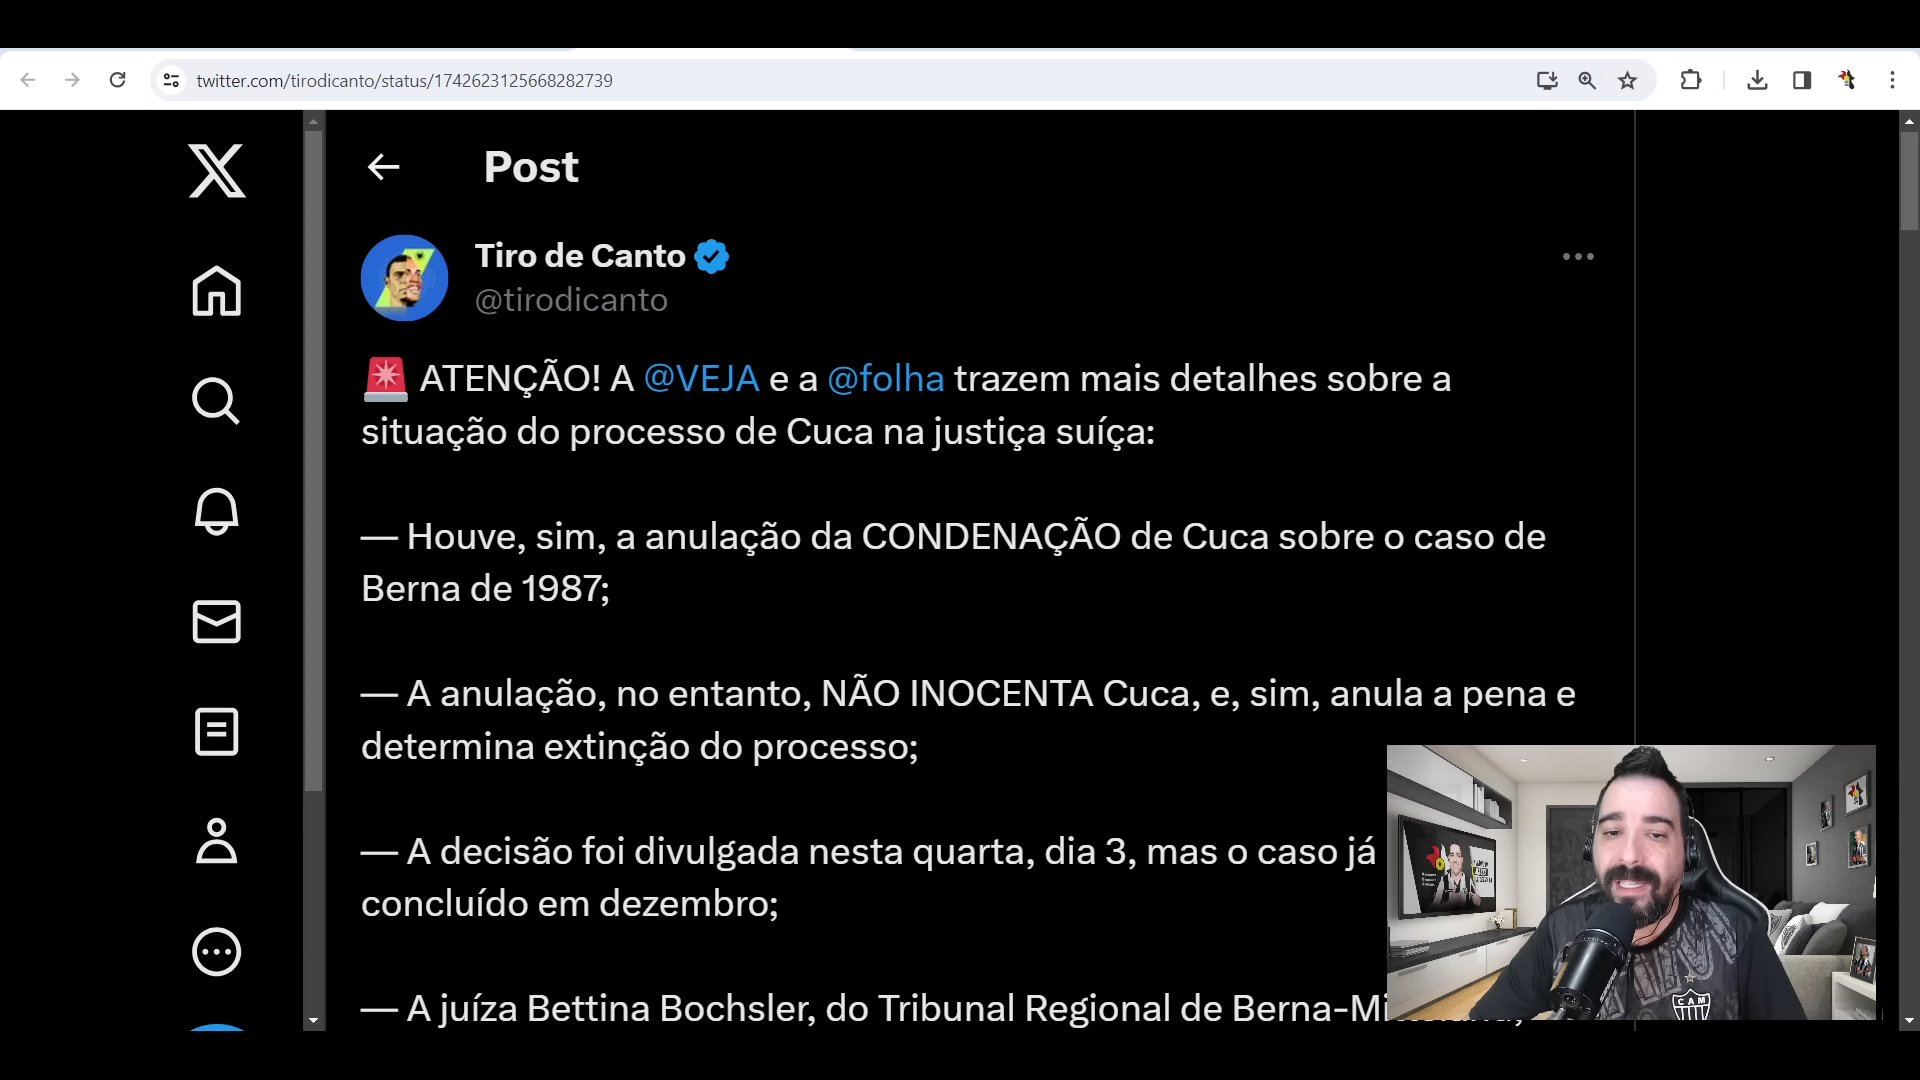 twitter.com/tirodicanto/status/1742623125668282739
Post
Tiro de Canto
@tirodicanto
ATENÇÃO! A @VEJA e a @folha trazem mais detalhes sobre a
situação do processo de Cuca na justiça suíça:
— Houve, sim, a anulação da CONDENAÇÃO de Cuca sobre o caso de
Berna de 1987;
— A anulação, no entanto, NÃO INOCENTA Cuca, e, sim, anula a pena e
determina extinção do processo;
— A decisão foi divulgada nesta quarta, dia 3, mas o caso já
concluído em dezembro;
— A juíza Bettina Bochsler, do Tribunal Regional de
CAM